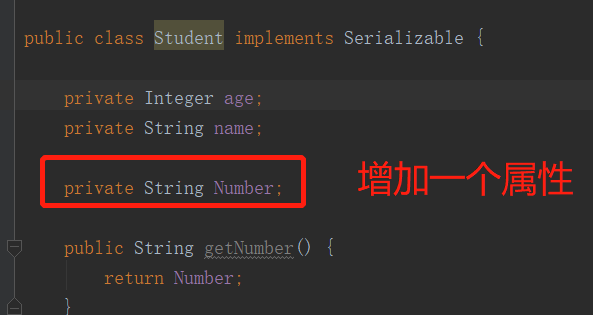 public class Student implements Serializable {
private Integer age;
private String name;
private String Number; 增加一个属性
public String getNumber() {
return Number;
}